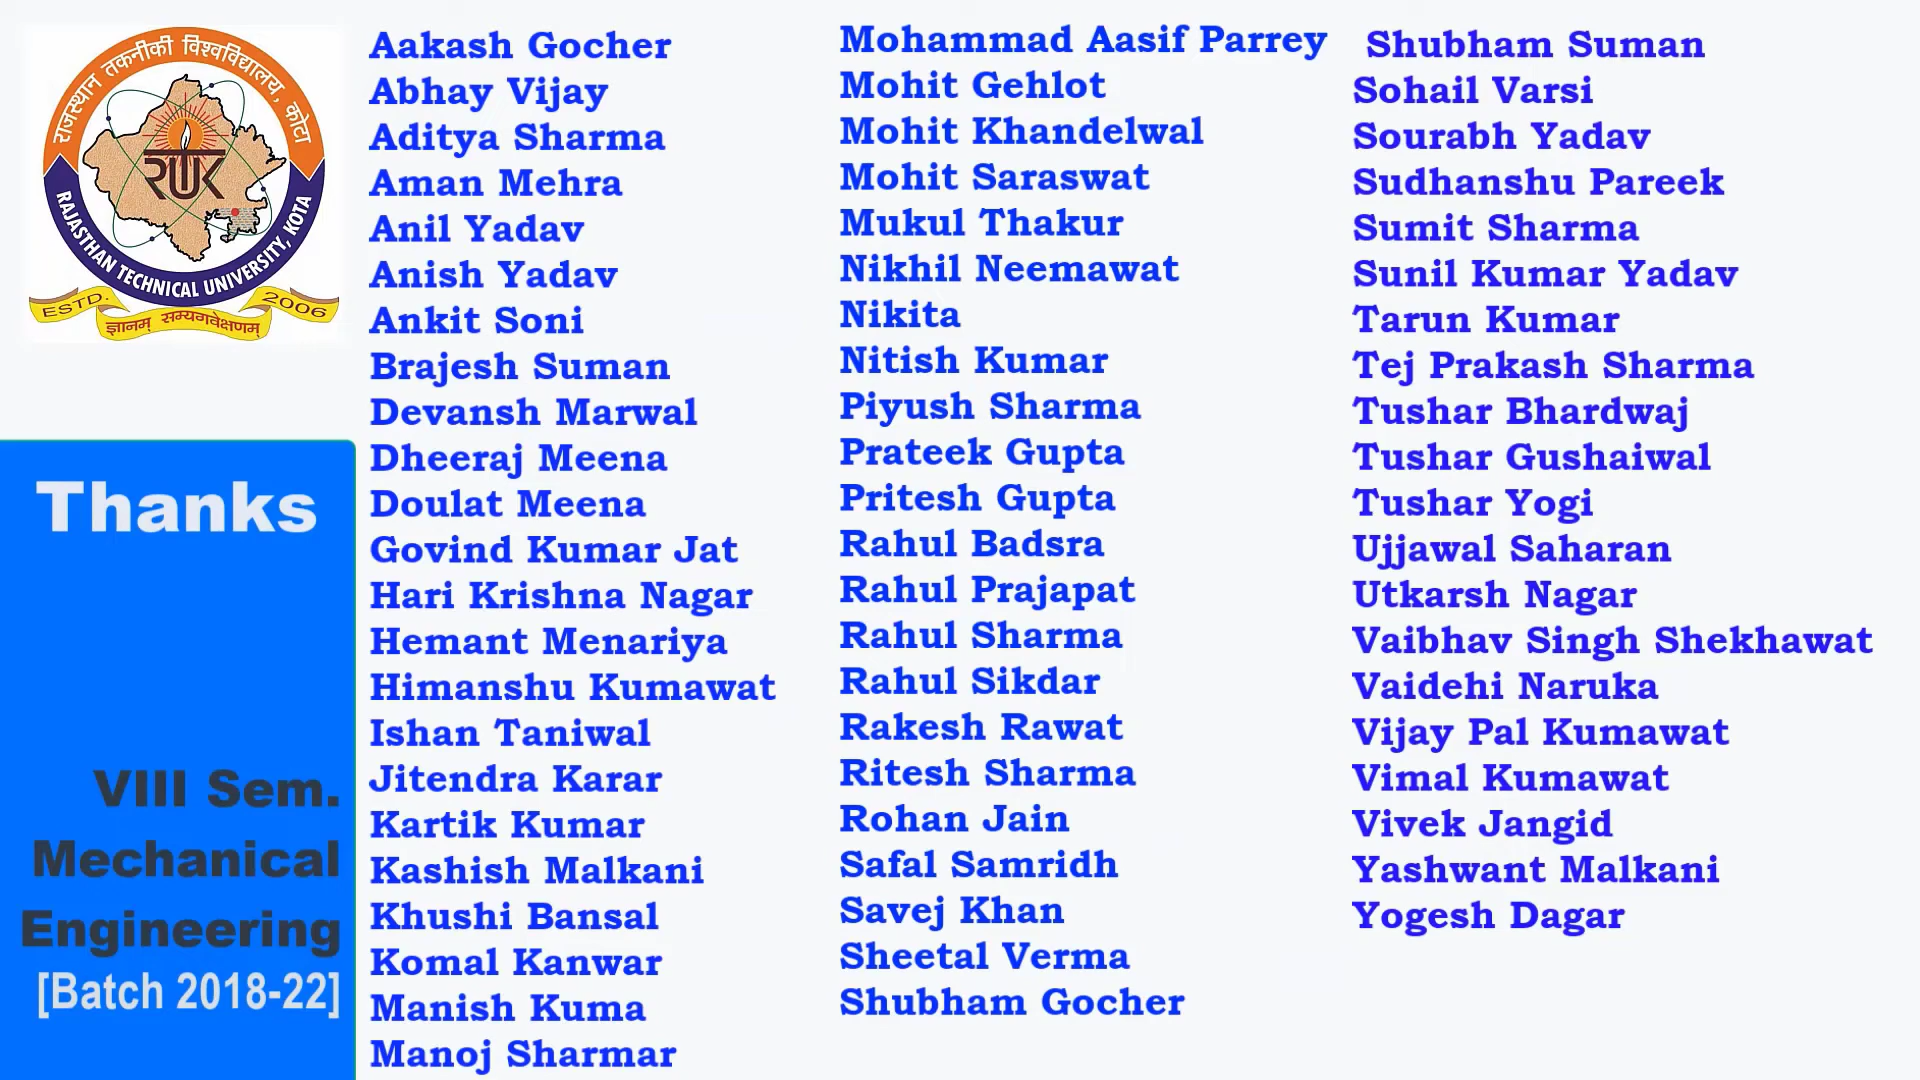 राजस्थान तकनीकी विश्वविद्यालय, कोटा
RTUK
RAJASTHAN TECHNICAL UNIVERSITY, KOTA
ESTD. 2006
ज्ञानम् सम्यगवेक्षणम्
Thanks
VIII Sem.
Mechanical
Engineering
[Batch 2018-22]
Aakash Gocher
Abhay Vijay
Aditya Sharma
Aman Mehra
Anil Yadav
Anish Yadav
Ankit Soni
Brajesh Suman
Devansh Marwal
Dheeraj Meena
Doulat Meena
Govind Kumar Jat
Hari Krishna Nagar
Hemant Menariya
Himanshu Kumawat
Ishan Taniwal
Jitendra Karar
Kartik Kumar
Kashish Malkani
Khushi Bansal
Komal Kanwar
Manish Kuma
Manoj Sharmar
Mohammad Aasif Parrey
Mohit Gehlot
Mohit Khandelwal
Mohit Saraswat
Mukul Thakur
Nikhil Neemawat
Nikita
Nitish Kumar
Piyush Sharma
Prateek Gupta
Pritesh Gupta
Rahul Badsra
Rahul Prajapat
Rahul Sharma
Rahul Sikdar
Rakesh Rawat
Ritesh Sharma
Rohan Jain
Safal Samridh
Savej Khan
Sheetal Verma
Shubham Gocher
Shubham Suman
Sohail Varsi
Sourabh Yadav
Sudhanshu Pareek
Sumit Sharma
Sunil Kumar Yadav
Tarun Kumar
Tej Prakash Sharma
Tushar Bhardwaj
Tushar Gushaiwal
Tushar Yogi
Ujjawal Saharan
Utkarsh Nagar
Vaibhav Singh Shekhawat
Vaidehi Naruka
Vijay Pal Kumawat
Vimal Kumawat
Vivek Jangid
Yashwant Malkani
Yogesh Dagar